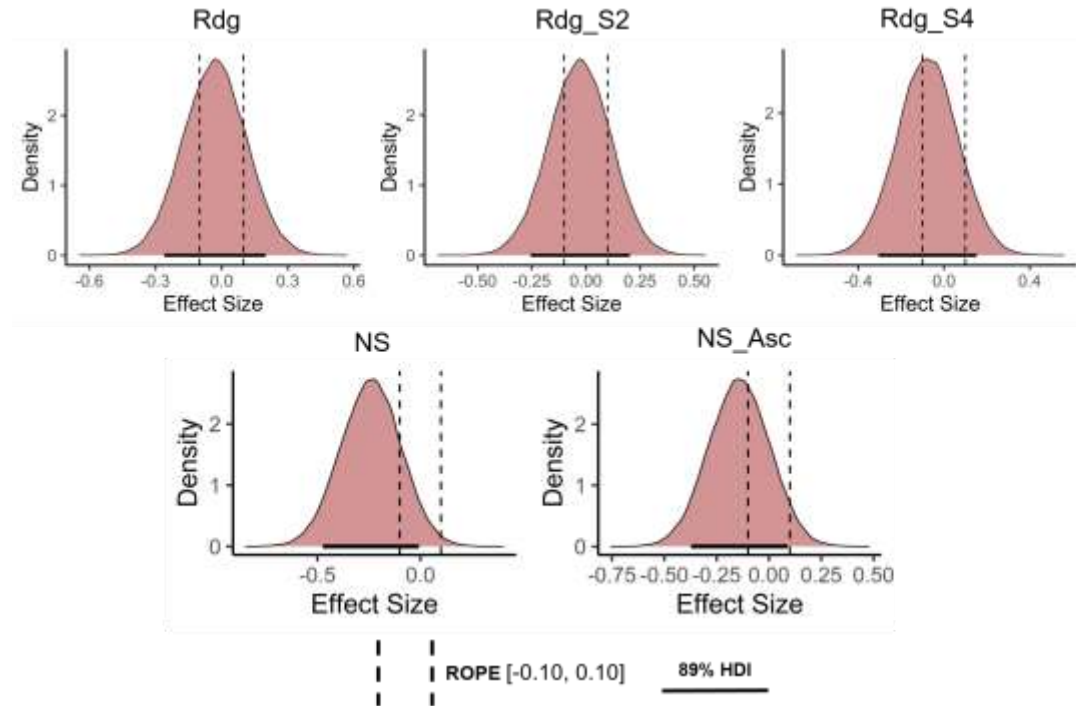 Rdg
Rdg_S2
Rdg_S4
Density
2
1
0
-0.6 -0.3 0.0 0.3 0.6
Effect Size
Density
2
1
0
-0.50 -0.25 0.00 0.25 0.50
Effect Size
Density
2
1
0
-0.4 0.0 0.4
Effect Size
NS
NS_Asc
Density
2
1
0
-0.5 0.0
Effect Size
Density
2
1
0
-0.75 -0.50 -0.25 0.00 0.25 0.50
Effect Size
ROPE [-0.10, 0.10]
89% HDI